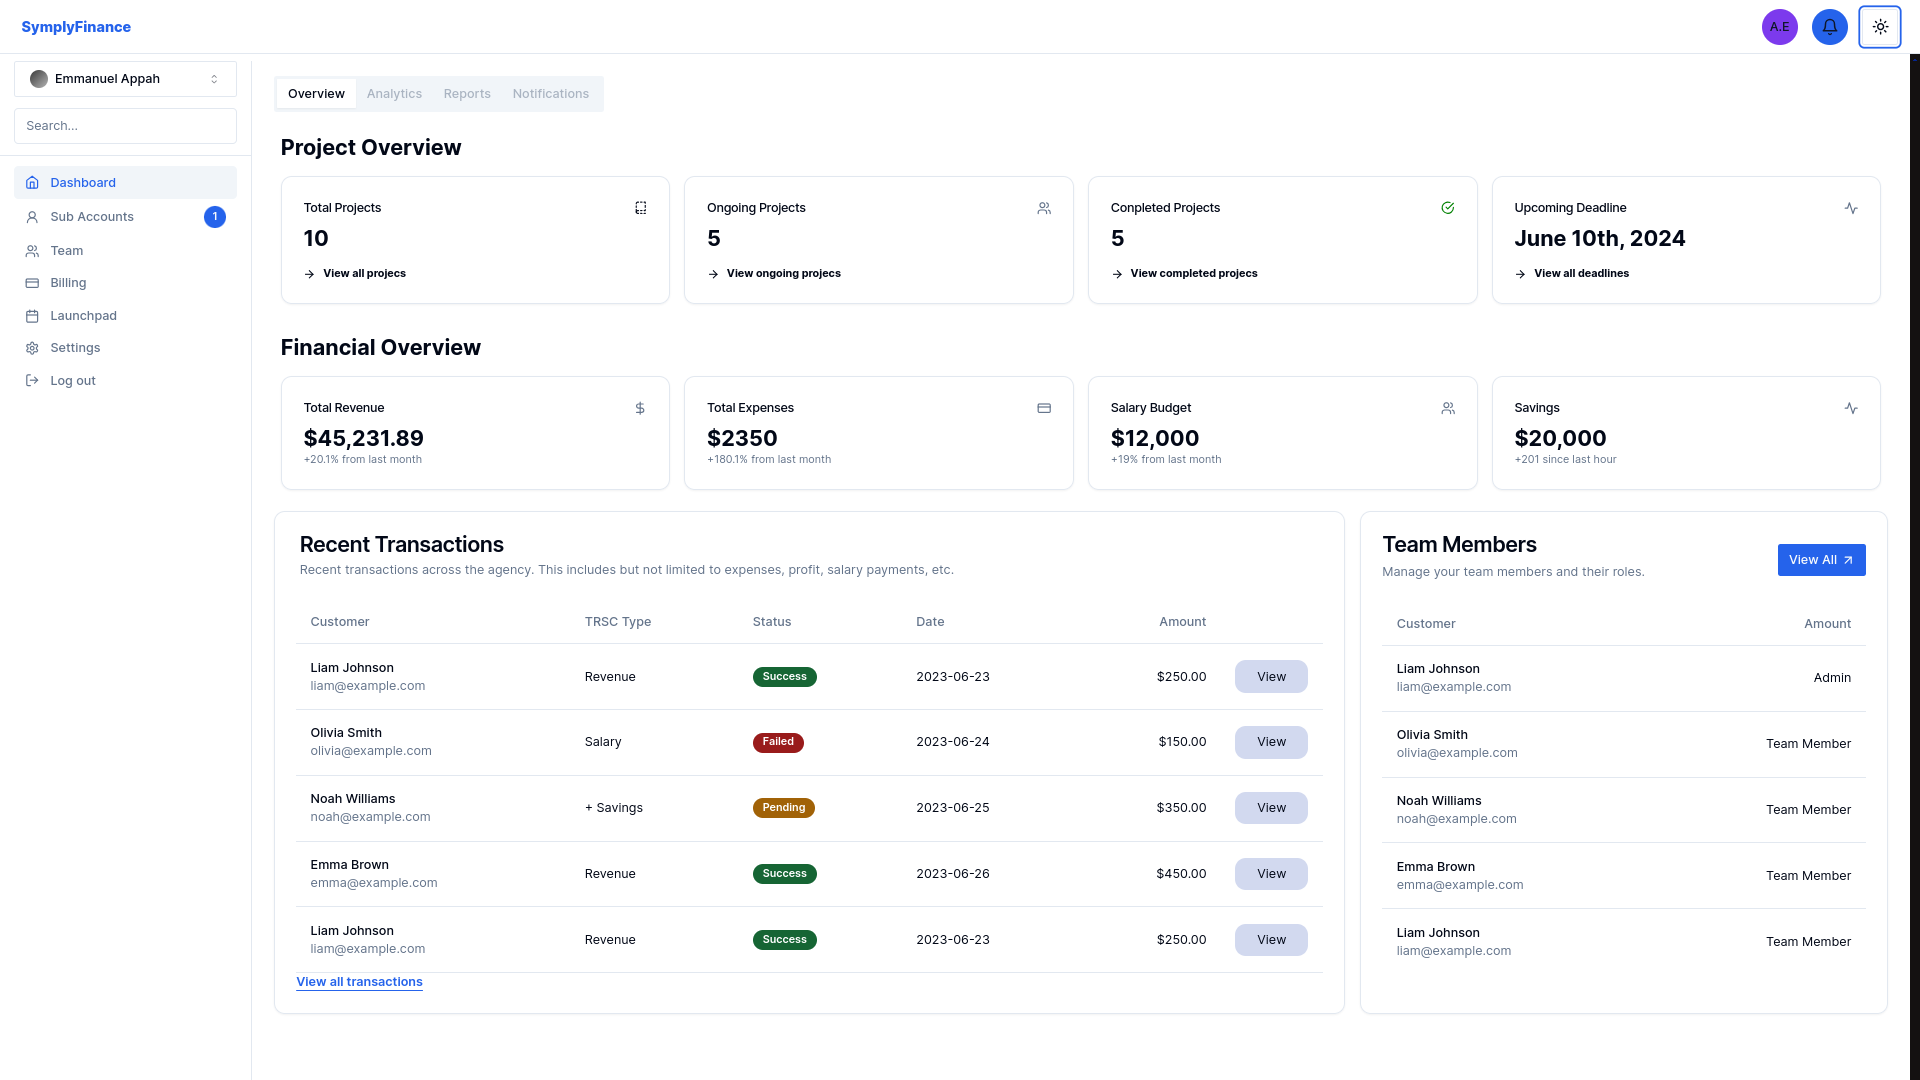 SymplyFinance
A.E
Emmanuel Appah
Search...
Dashboard
Sub Accounts 1
Team
Billing
Launchpad
Settings
Log out
Overview Analytics Reports Notifications
Project Overview
Total Projects
10
View all projecs
Ongoing Projects
5
View ongoing projecs
Conpleted Projects
5
View completed projecs
Upcoming Deadline
June 10th, 2024
View all deadlines
Financial Overview
Total Revenue
$45,231.89
+20.1% from last month
Total Expenses
$2350
+180.1% from last month
Salary Budget
$12,000
+19% from last month
Savings
$20,000
+201 since last hour
Recent Transactions
Recent transactions across the agency. This includes but not limited to expenses, profit, salary payments, etc.
Customer TRSC Type Status Date Amount
Liam Johnson
liam@example.com
Revenue Success 2023-06-23 $250.00 View
Olivia Smith
olivia@example.com
Salary Failed 2023-06-24 $150.00 View
Noah Williams
noah@example.com
+ Savings Pending 2023-06-25 $350.00 View
Emma Brown
emma@example.com
Revenue Success 2023-06-26 $450.00 View
Liam Johnson
liam@example.com
Revenue Success 2023-06-23 $250.00 View
View all transactions
Team Members
Manage your team members and their roles.
View All
Customer Amount
Liam Johnson
liam@example.com
Admin
Olivia Smith
olivia@example.com
Team Member
Noah Williams
noah@example.com
Team Member
Emma Brown
emma@example.com
Team Member
Liam Johnson
liam@example.com
Team Member